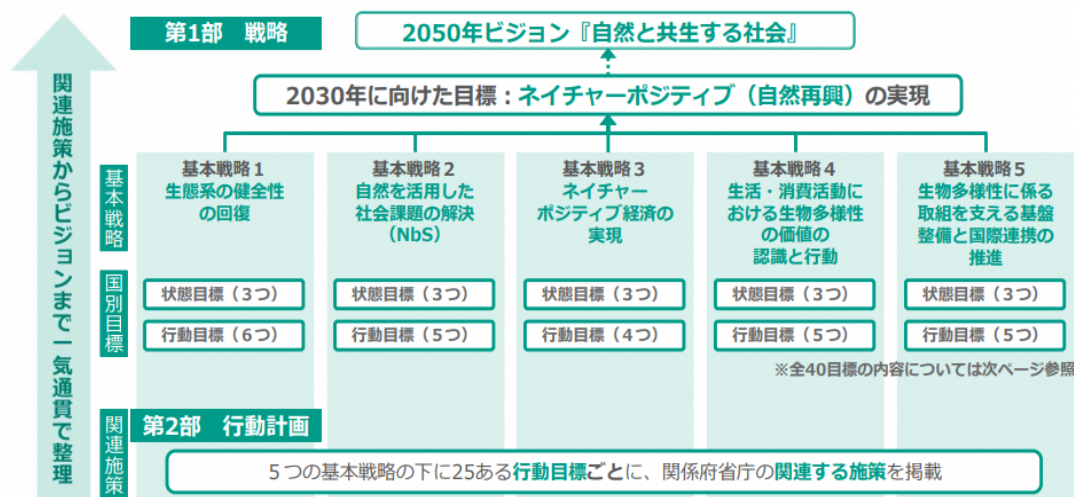 第1部 戦略
2050年ビジョン『自然と共生する社会』
2030年に向けた目標：ネイチャーポジティブ（自然再興）の実現
関連施策からビジョンまで一気通貫で整理
基本戦略
基本戦略1
生態系の健全性
の回復
基本戦略2
自然を活用した
社会課題の解決
（NbS）
基本戦略3
ネイチャー
ポジティブ経済の
実現
基本戦略4
生活・消費活動に
おける生物多様性
の価値の
認識と行動
基本戦略5
生物多様性に係る
取組を支える基盤
整備と国際連携の
推進
国別目標
状態目標（3つ）
状態目標（3つ）
状態目標（3つ）
状態目標（3つ）
状態目標（3つ）
行動目標（6つ）
行動目標（5つ）
行動目標（4つ）
行動目標（5つ）
行動目標（5つ）
※全40目標の内容については次ページ参照
関連施策
第2部 行動計画
５つの基本戦略の下に25ある行動目標ごとに、関係府省庁の関連する施策を掲載